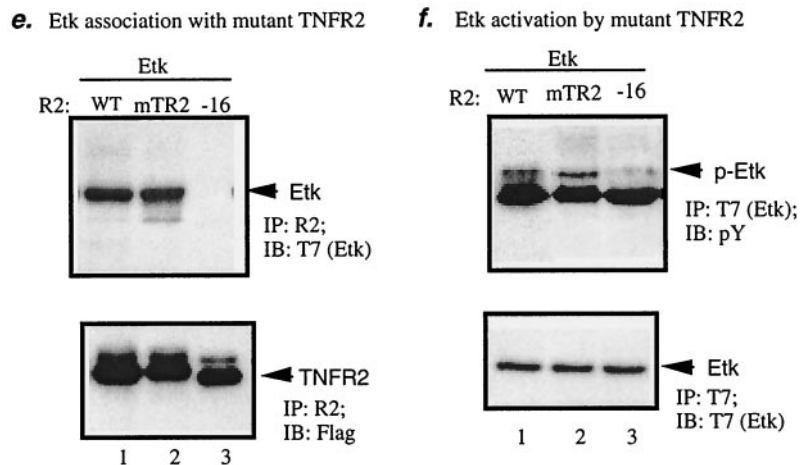 e. Etk association with mutant TNFR2
Etk
R2: WT mTR2 -16
Etk
IP: R2;
IB: T7 (Etk)
TNFR2
IP: R2;
IB: Flag
1 2 3
f. Etk activation by mutant TNFR2
Etk
R2: WT mTR2 -16
p-Etk
IP: T7 (Etk);
IB: pY
Etk
IP: T7;
IB: T7 (Etk)
1 2 3